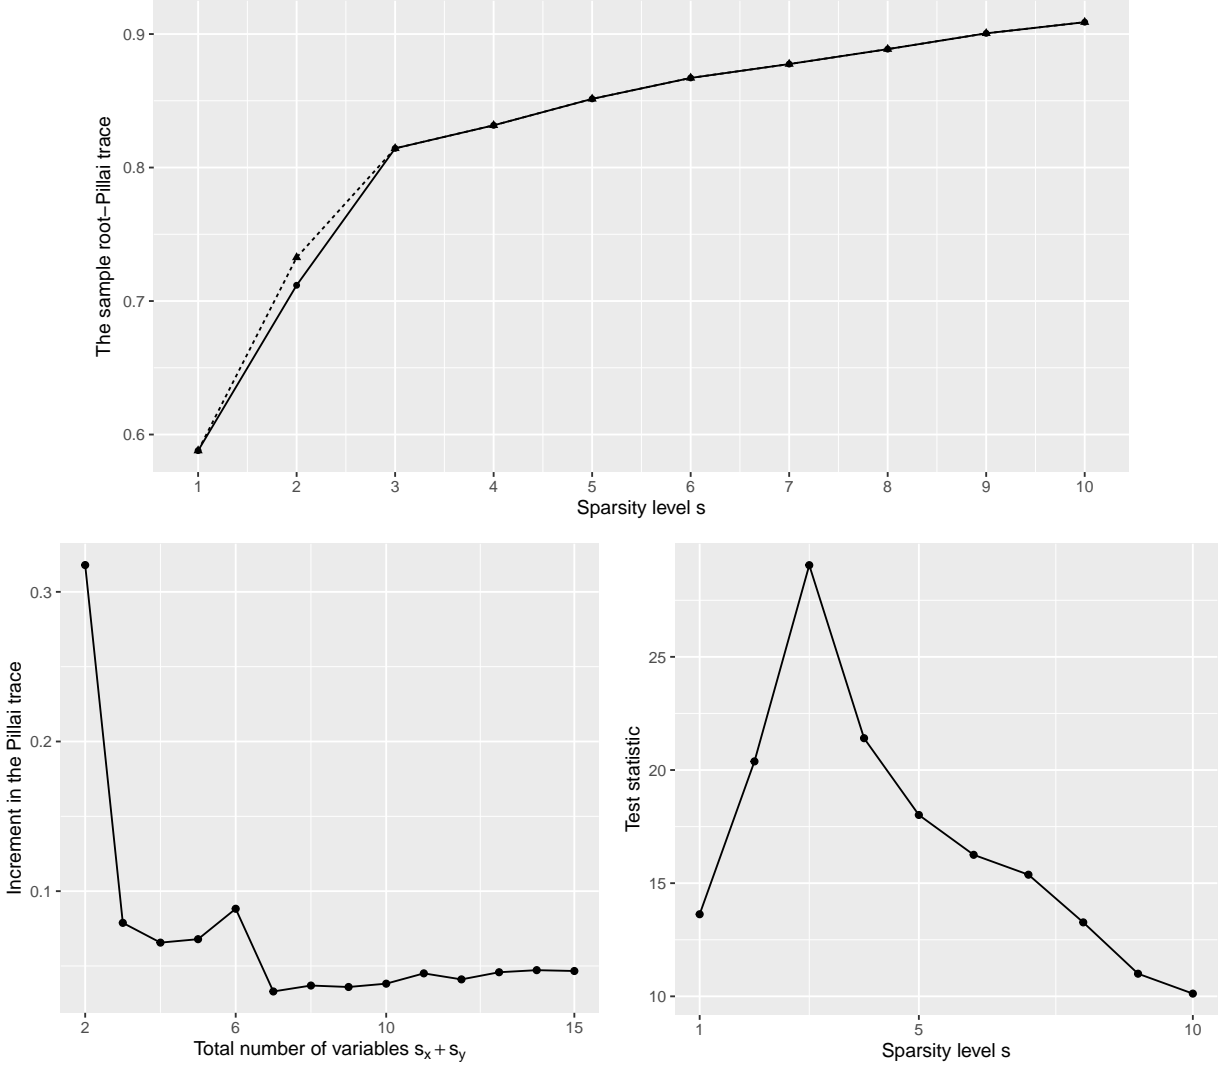 The sample root−Pillai trace
0.9
0.8
0.7
0.6
1 2 3 4 5 6 7 8 9 10
Sparsity level s
Increment in the Pillai trace
0.3
0.2
0.1
2 6 10 15
Total number of variables sx + sy
Test statistic
25
20
15
10
1 5 10
Sparsity level s